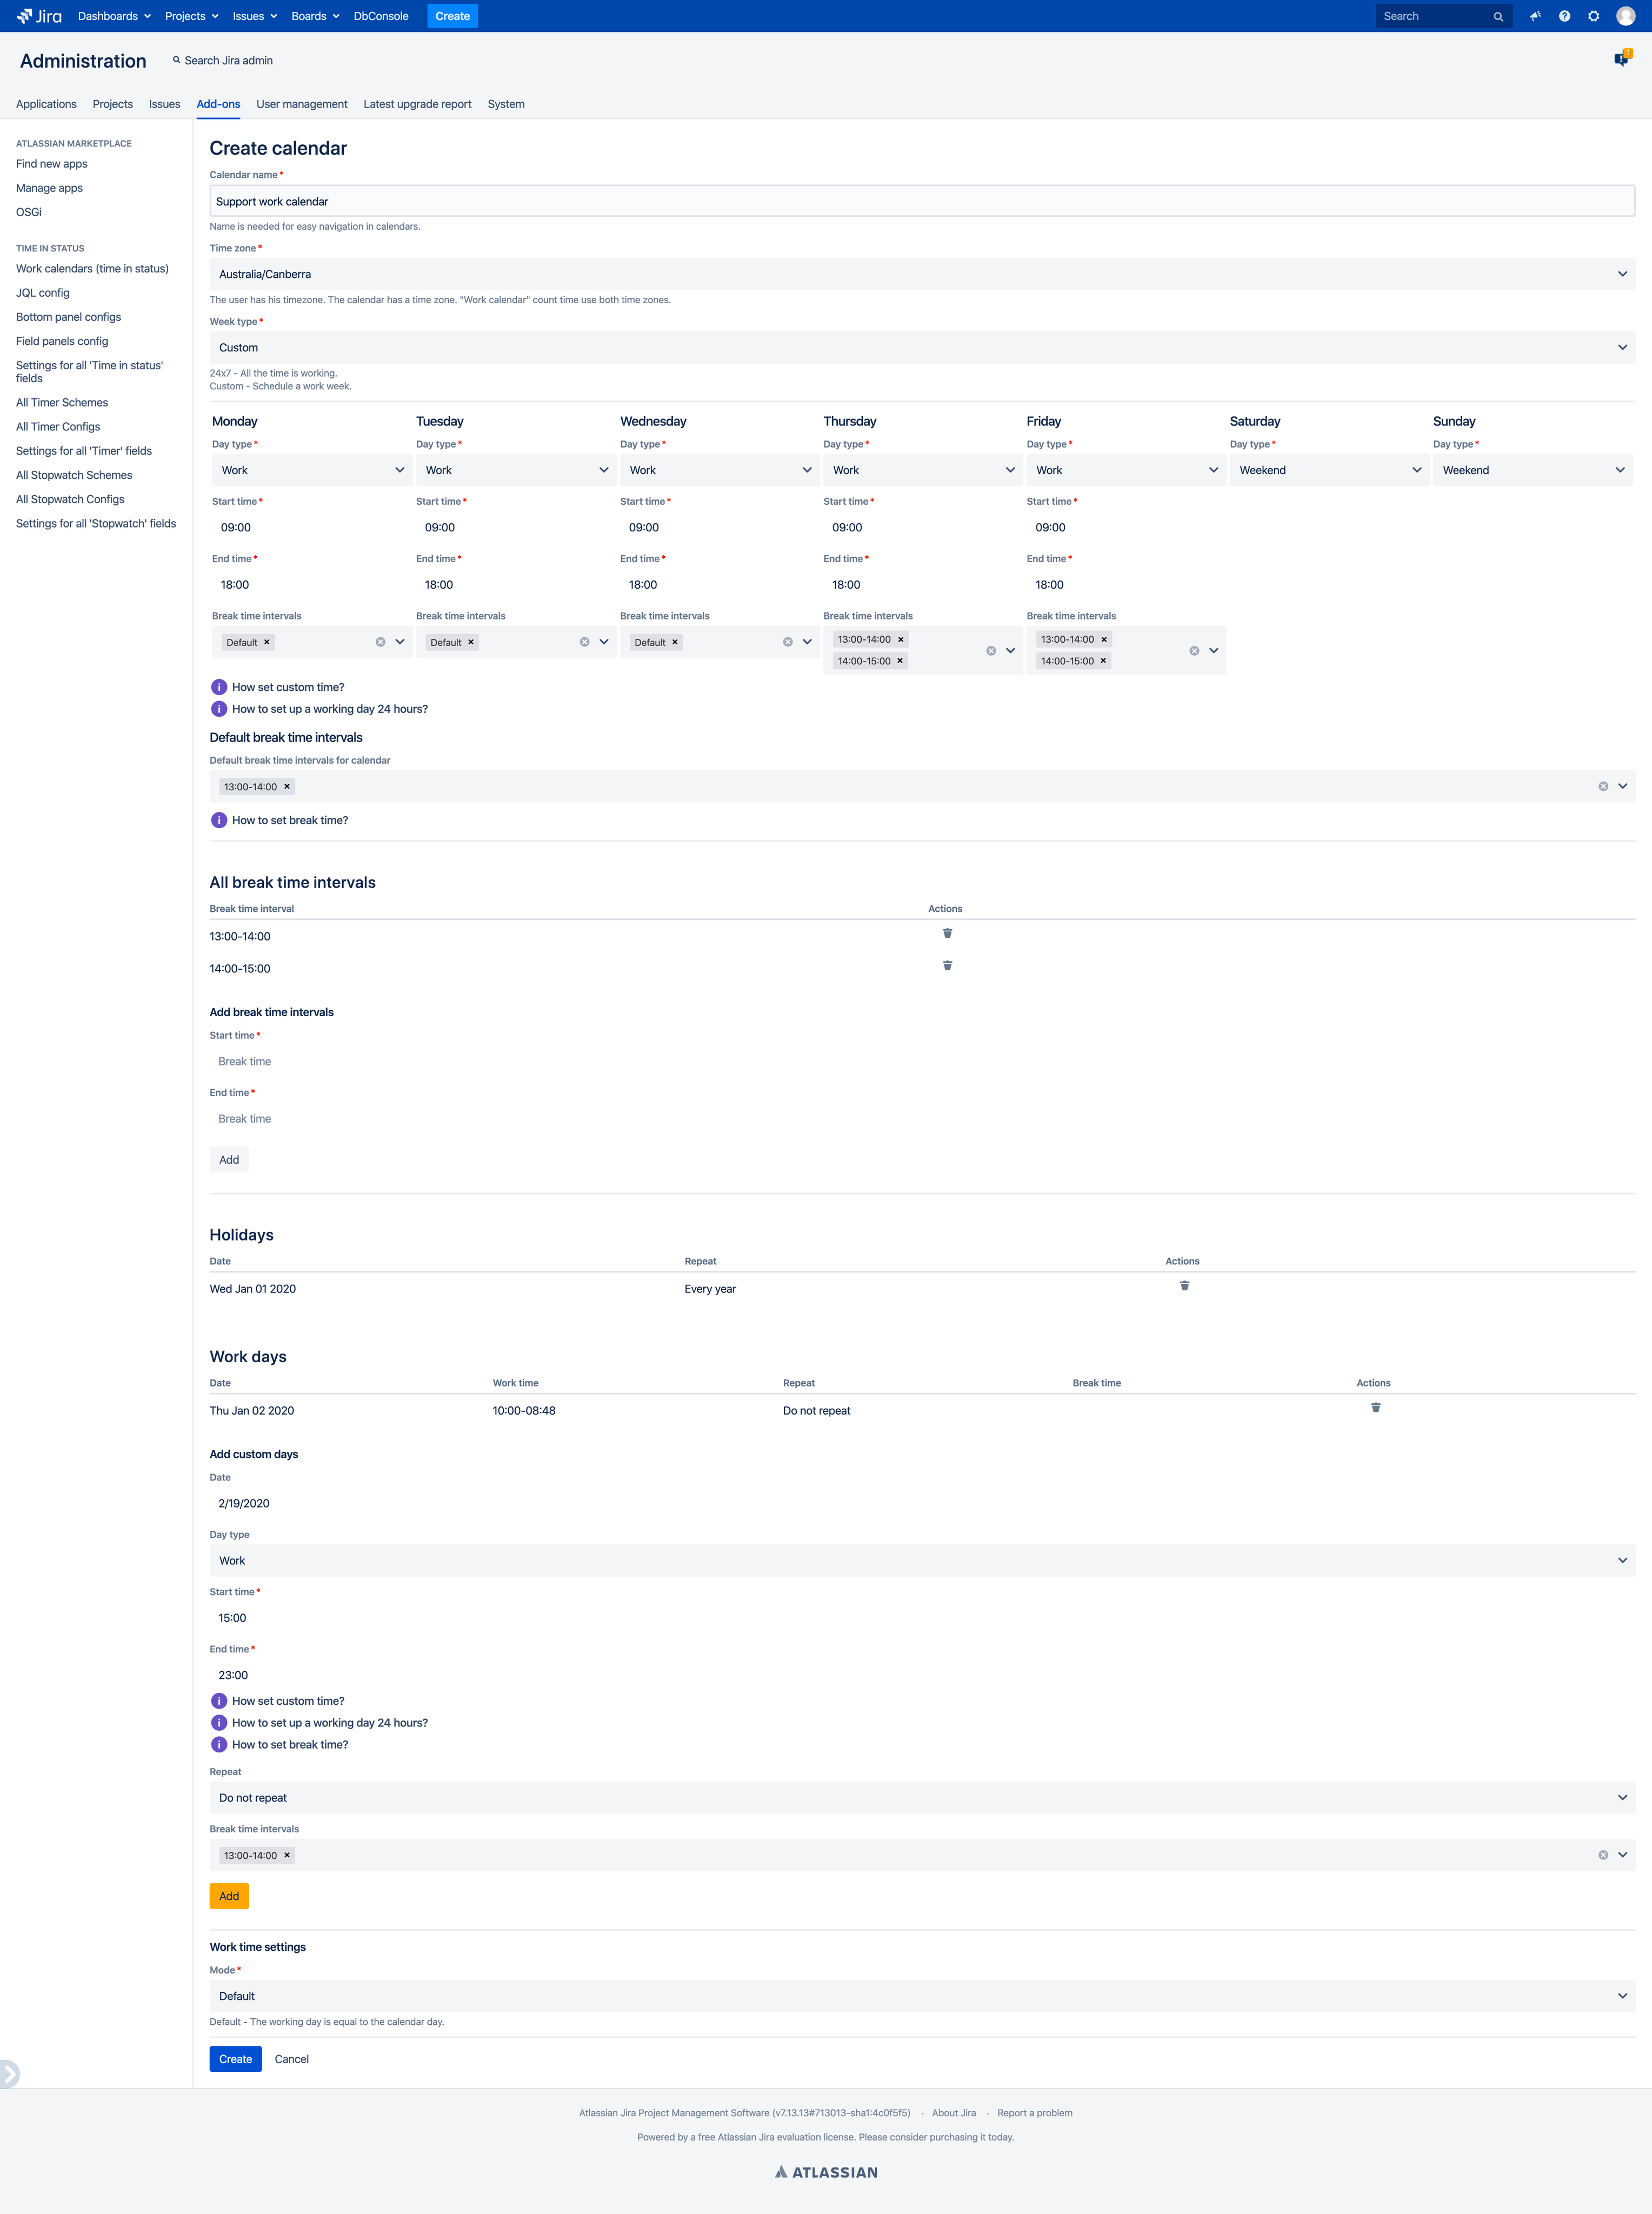 Jira Dashboards Projects Issues Boards DbConsole Create Search
Administration Search Jira admin
Applications Projects Issues Add-ons User management Latest upgrade report System
ATLASSIAN MARKETPLACE
Find new apps
Manage apps
OSGi
TIME IN STATUS
Work calendars (time in status)
JQL config
Bottom panel configs
Field panels config
Settings for all 'Time in status'
fields
All Timer Schemes
All Timer Configs
Settings for all 'Timer' fields
All Stopwatch Schemes
All Stopwatch Configs
Settings for all 'Stopwatch' fields
Create calendar
Calendar name*
Support work calendar
Name is needed for easy navigation in calendars.
Time zone*
Australia/Canberra
The user has his timezone. The calendar has a time zone. "Work calendar" count time use both time zones.
Week type*
Custom
24x7 - All the time is working.
Custom - Schedule a work week.
Monday Tuesday Wednesday Thursday Friday Saturday Sunday
Day type* Day type* Day type* Day type* Day type* Day type* Day type*
Work Work Work Work Work Weekend Weekend
Start time* Start time* Start time* Start time* Start time*
09:00 09:00 09:00 09:00 09:00
End time* End time* End time* End time* End time*
18:00 18:00 18:00 18:00 18:00
Break time intervals Break time intervals Break time intervals Break time intervals Break time intervals
Default Default Default 13:00-14:00 13:00-14:00
14:00-15:00 14:00-15:00
How set custom time?
How to set up a working day 24 hours?
Default break time intervals
Default break time intervals for calendar
13:00-14:00
How to set break time?
All break time intervals
Break time interval Actions
13:00-14:00
14:00-15:00
Add break time intervals
Start time*
Break time
End time*
Break time
Add
Holidays
Date Repeat Actions
Wed Jan 01 2020 Every year
Work days
Date Work time Repeat Break time Actions
Thu Jan 02 2020 10:00-08:48 Do not repeat
Add custom days
Date
2/19/2020
Day type
Work
Start time*
15:00
End time*
23:00
How set custom time?
How to set up a working day 24 hours?
How to set break time?
Repeat
Do not repeat
Break time intervals
13:00-14:00
Add
Work time settings
Mode*
Default
Default - The working day is equal to the calendar day.
Create Cancel
Atlassian Jira Project Management Software (v7.13.13#713013-sha1:4c0f5f5) · About Jira · Report a problem
Powered by a free Atlassian Jira evaluation license. Please consider purchasing it today.
ATLASSIAN